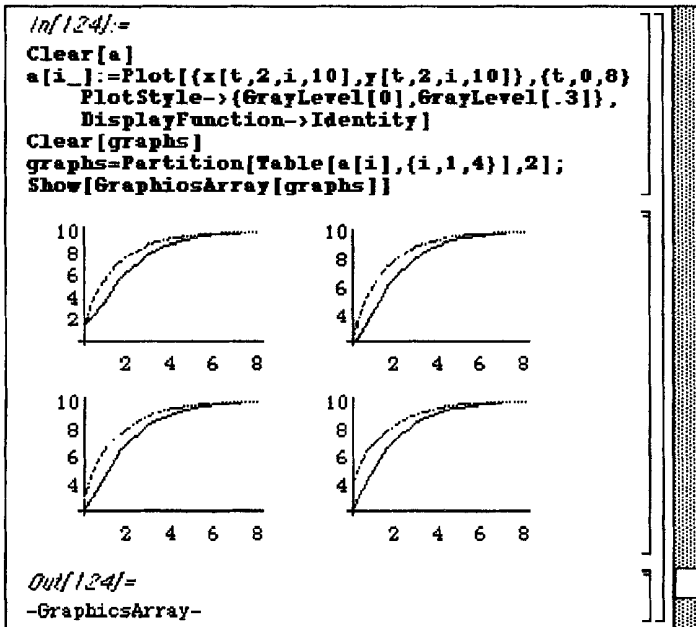 In[124]:=
Clear[a]
a[i_]:=Plot[{x[t,2,i,10],y[t,2,i,10]},{t,0,8}
PlotStyle->{GrayLevel[0],GrayLevel[.3]},
DisplayFunction->Identity]
Clear[graphs]
graphs=Partition[Table[a[i],{i,1,4}],2];
Show[GraphiosArray[graphs]]
10 10
8 8
6 6
4 4
2
2 4 6 8 2 4 6 8
10 10
8 8
6 6
4 4
2 4 6 8 2 4 6 8
Out[124]=
-GraphicsArray-